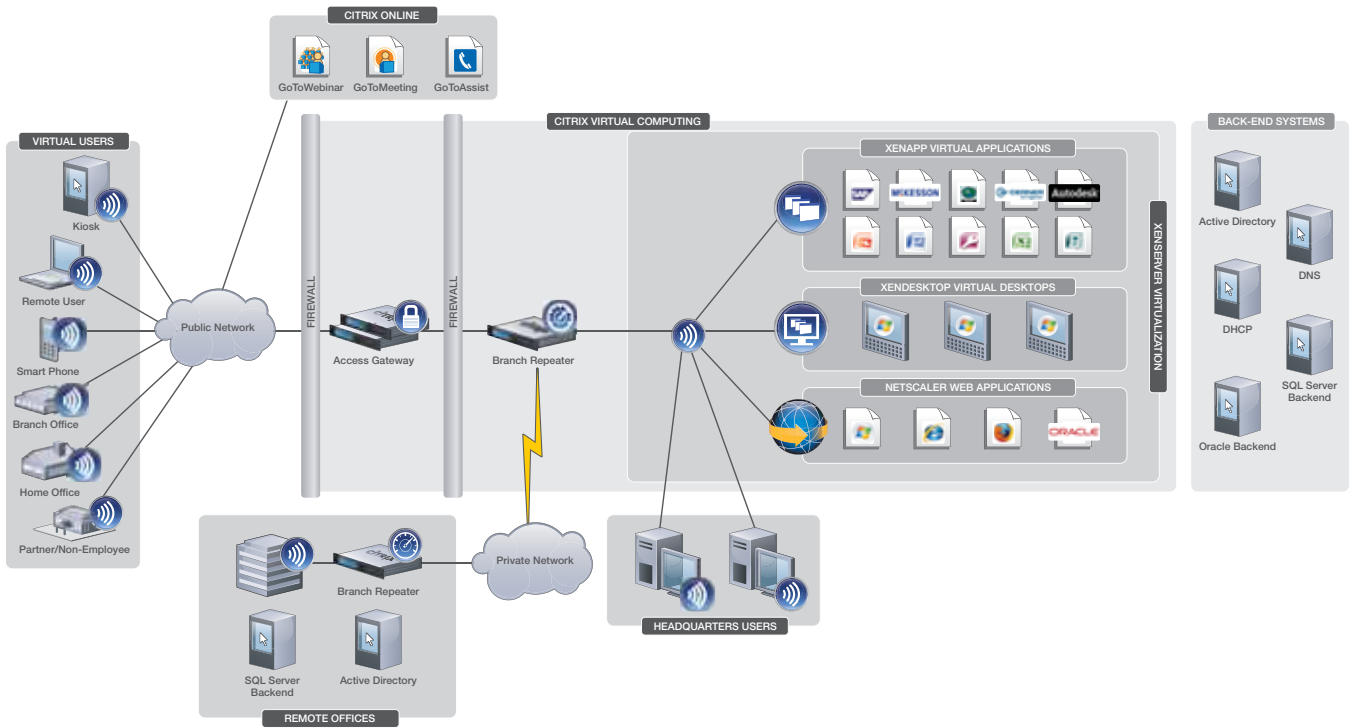 CITRIX ONLINE
GoToWebinar
GoToMeeting
GoToAssist
VIRTUAL USERS
Kiosk
Remote User
Smart Phone
Branch Office
Home Office
Partner/Non-Employee
Public Network
FIREWALL
Access Gateway
FIREWALL
Branch Repeater
CITRIX VIRTUAL COMPUTING
XENAPP VIRTUAL APPLICATIONS
SAP
McKESSON
CERNER
Autodesk
XENDESKTOP VIRTUAL DESKTOPS
NETSCALER WEB APPLICATIONS
ORACLE
XENSERVER VIRTUALIZATION
BACK-END SYSTEMS
Active Directory
DNS
DHCP
SQL Server
Backend
Oracle Backend
citrix
Branch Repeater
Private Network
SQL Server
Backend
Active Directory
REMOTE OFFICES
HEADQUARTERS USERS